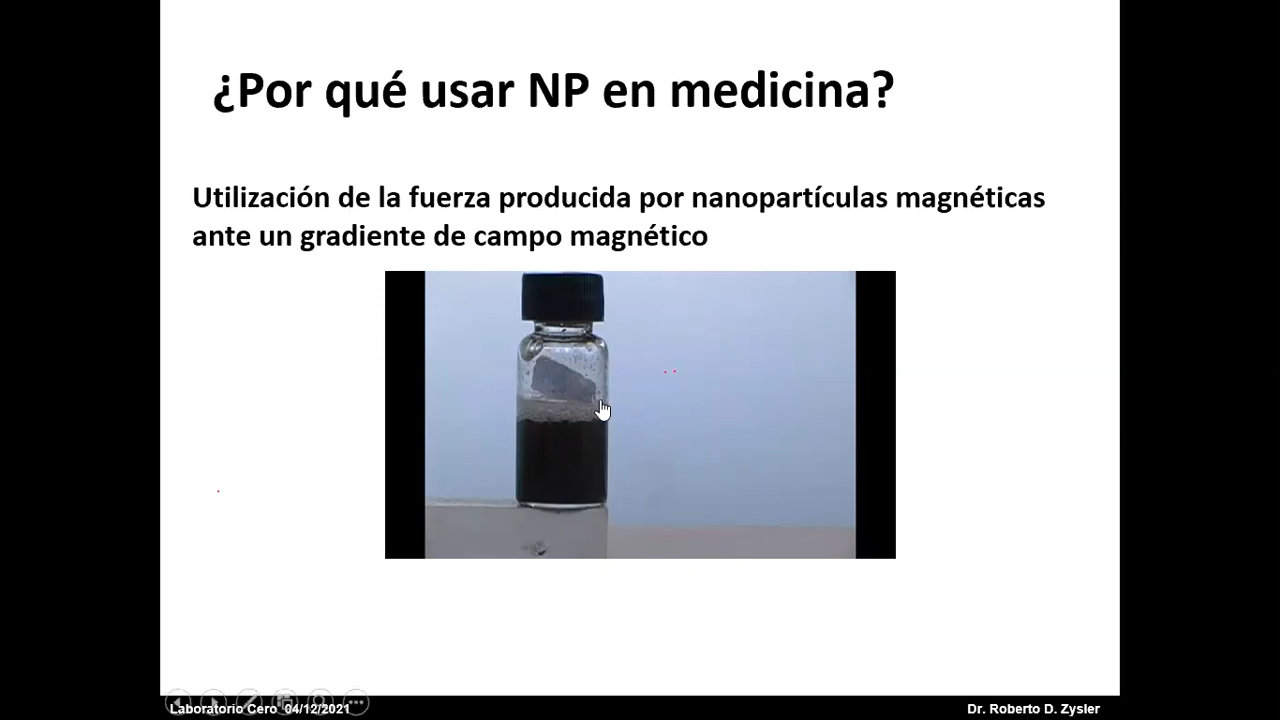 ¿Por qué usar NP en medicina?
Utilización de la fuerza producida por nanopartículas magnéticas
ante un gradiente de campo magnético
Laboratorio Cero 04/12/2021
Dr. Roberto D. Zysler